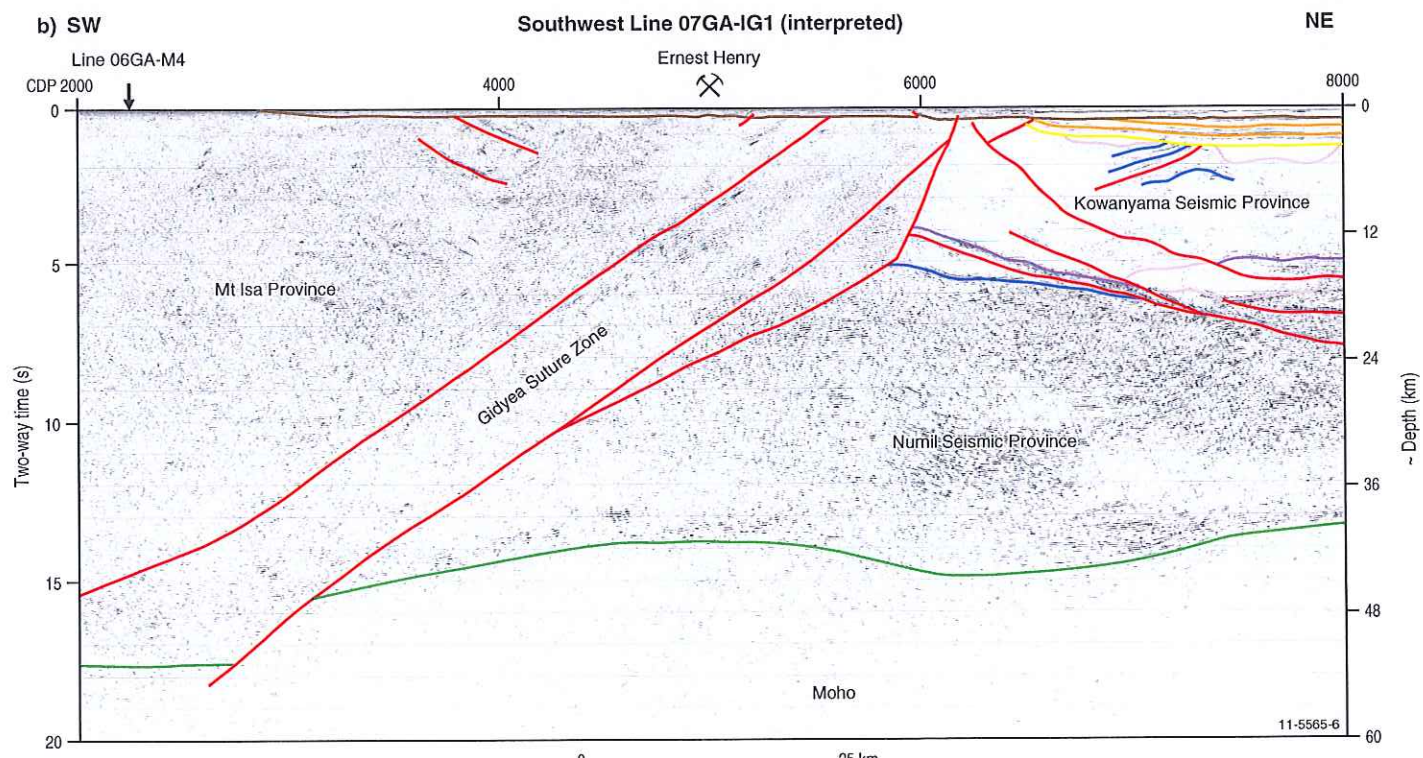 b) SW Southwest Line 07GA-IG1 (interpreted) NE
Line 06GA-M4 Ernest Henry
CDP 2000 4000 6000 8000
0 0
Kowanyama Seismic Province
12
5
Mt Isa Province
Gidyea Suture Zone
24
Two-way time (s)
~ Depth (km)
10
Numil Seismic Province
36
15
48
Moho
11-5565-6
20 60
0 25 km